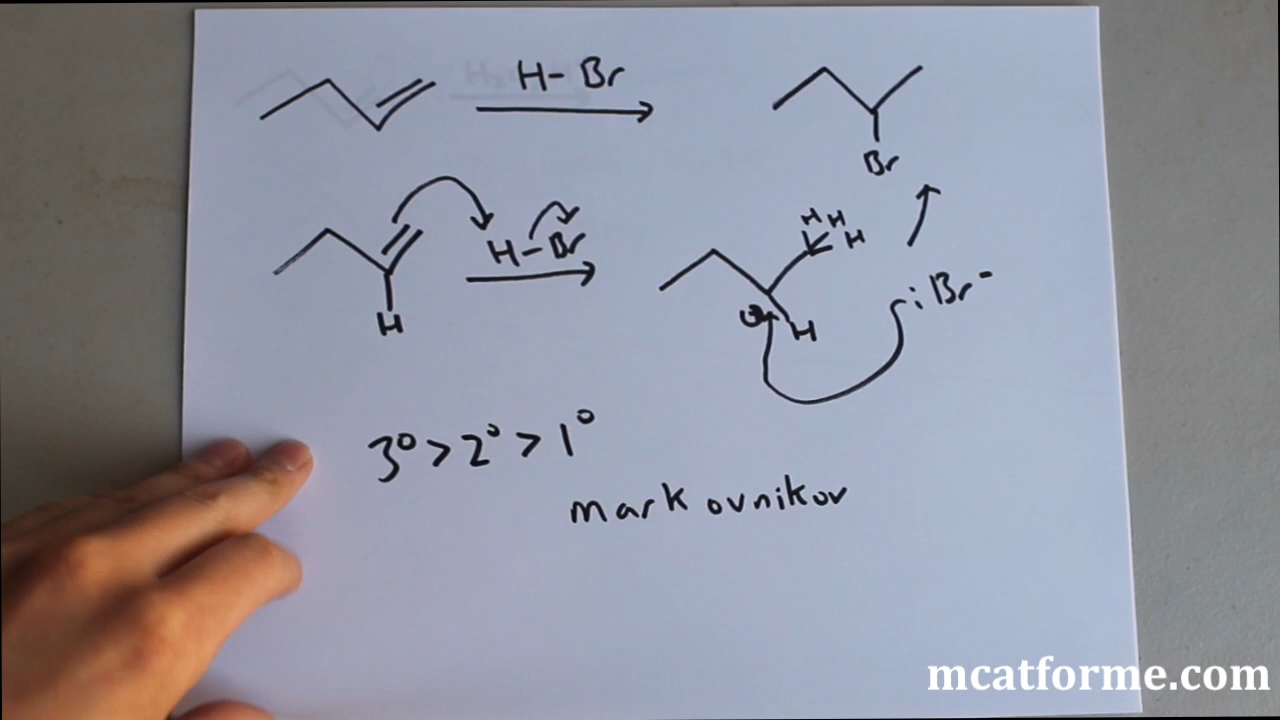 H-Br
Br
H-Br
H
H H H
H
:Br-
3° > 2° > 1°
markovnikov
mcatforme.com